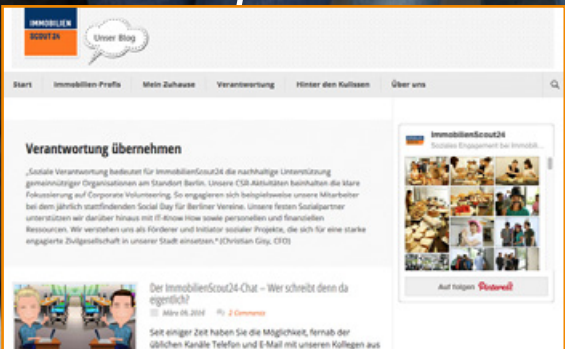 IMMOBILIEN
SCOUT24
Unser Blog
Start Immobilien-Profis Mein Zuhause Verantwortung Hinter den Kulissen Über uns
Verantwortung übernehmen
„Soziale Verantwortung bedeutet für ImmobilienScout24 die nachhaltige Unterstützung
gemeinnütziger Organisationen am Standort Berlin. Unsere CSR-Aktivitäten beinhalten die klare
Fokussierung auf Corporate Volunteering. So engagieren sich beispielsweise unsere Mitarbeiter
bei dem jährlich stattfindenden Social Day für Berliner Vereine. Unsere festen Sozialpartner
unterstützen wir darüber hinaus mit IT-Know How sowie personellen und finanziellen
Ressourcen. Wir verstehen uns als Förderer und Initiator sozialer Projekte, die sich für eine starke
engagierte Zivilgesellschaft in unserer Stadt einsetzen.“ (Christian Gisy, CFO)
ImmobilienScout24
Soziales Engagement bei Immobili...
Auf folgen Pinterest
Der ImmobilienScout24-Chat – Wer schreibt denn da
eigentlich?
März 09, 2014 2 Comments
Seit einiger Zeit haben Sie die Möglichkeit, fernab der
üblichen Kanäle Telefon und E-Mail mit unseren Kollegen aus